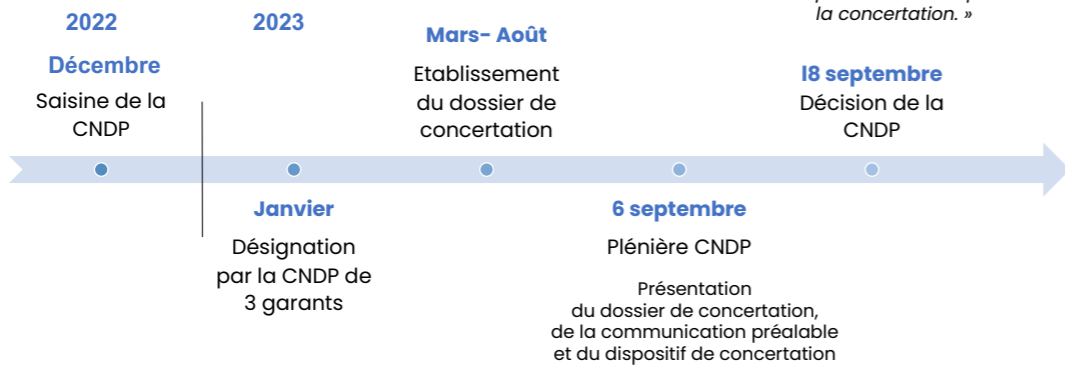 la concertation. »
2022
2023
Décembre
Saisine de la
CNDP
Mars- Août
Etablissement
du dossier de
concertation
18 septembre
Décision de la
CNDP
Janvier
Désignation
par la CNDP de
3 garants
6 septembre
Plénière CNDP
Présentation
du dossier de concertation,
de la communication préalable
et du dispositif de concertation